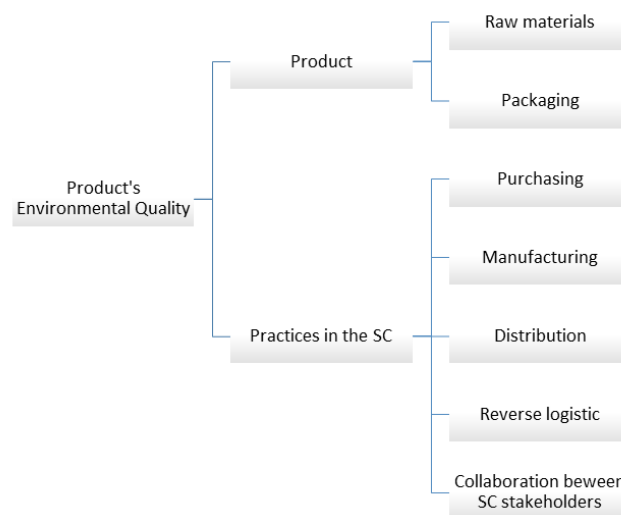 Raw materials
Product
Packaging
Product's
Environmental Quality
Purchasing
Manufacturing
Practices in the SC
Distribution
Reverse logistic
Collaboration beween
SC stakeholders